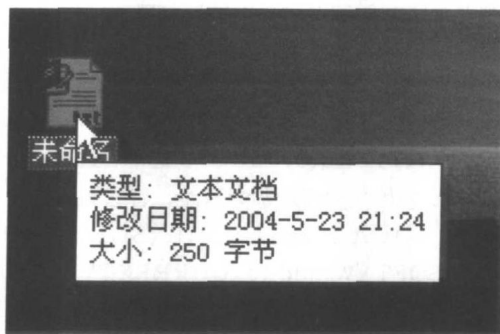 txt
未命名
类型: 文本文档
修改日期: 2004-5-23 21:24
大小: 250 字节